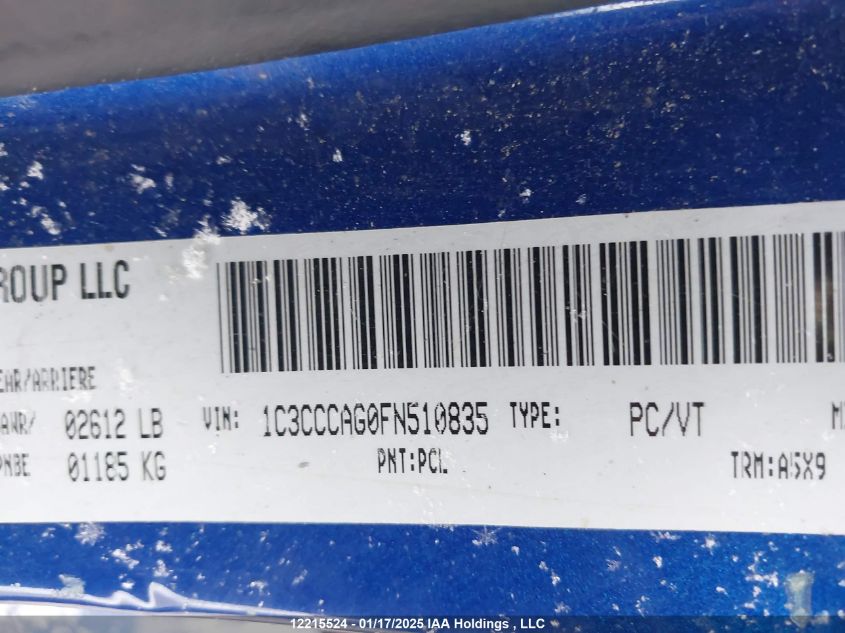 ROUP LLC
EAR/ARRIERE
AWR/ 02612 LB VIN: 1C3CCCAG0FN510835 TYPE: PC/VT M
PNBE 01185 KG PNT:PCL TRM:A5X9
12215524 - 01/17/2025 IAA Holdings , LLC